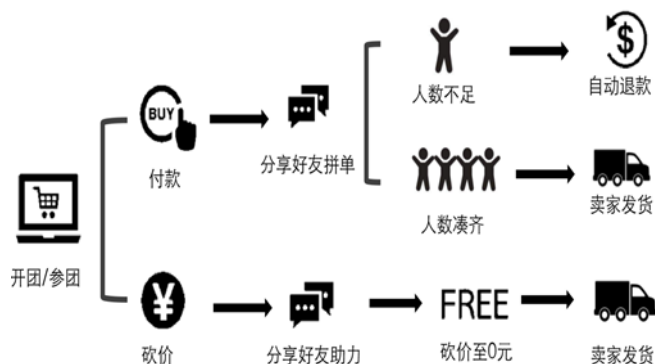 人数不足
自动退款
BUY
付款
分享好友拼单
人数凑齐
卖家发货
开团/参团
砍价
分享好友助力
FREE
砍价至0元
卖家发货